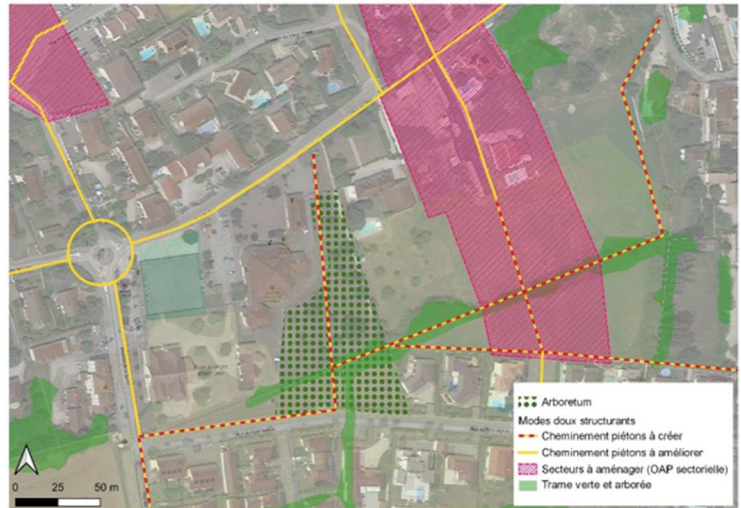 Arboretum
Modes doux structurants
Cheminement piétons à créer
Cheminement piétons à améliorer
Secteurs à aménager (OAP sectorielle)
Trame verte et arborée
0 25 50 m